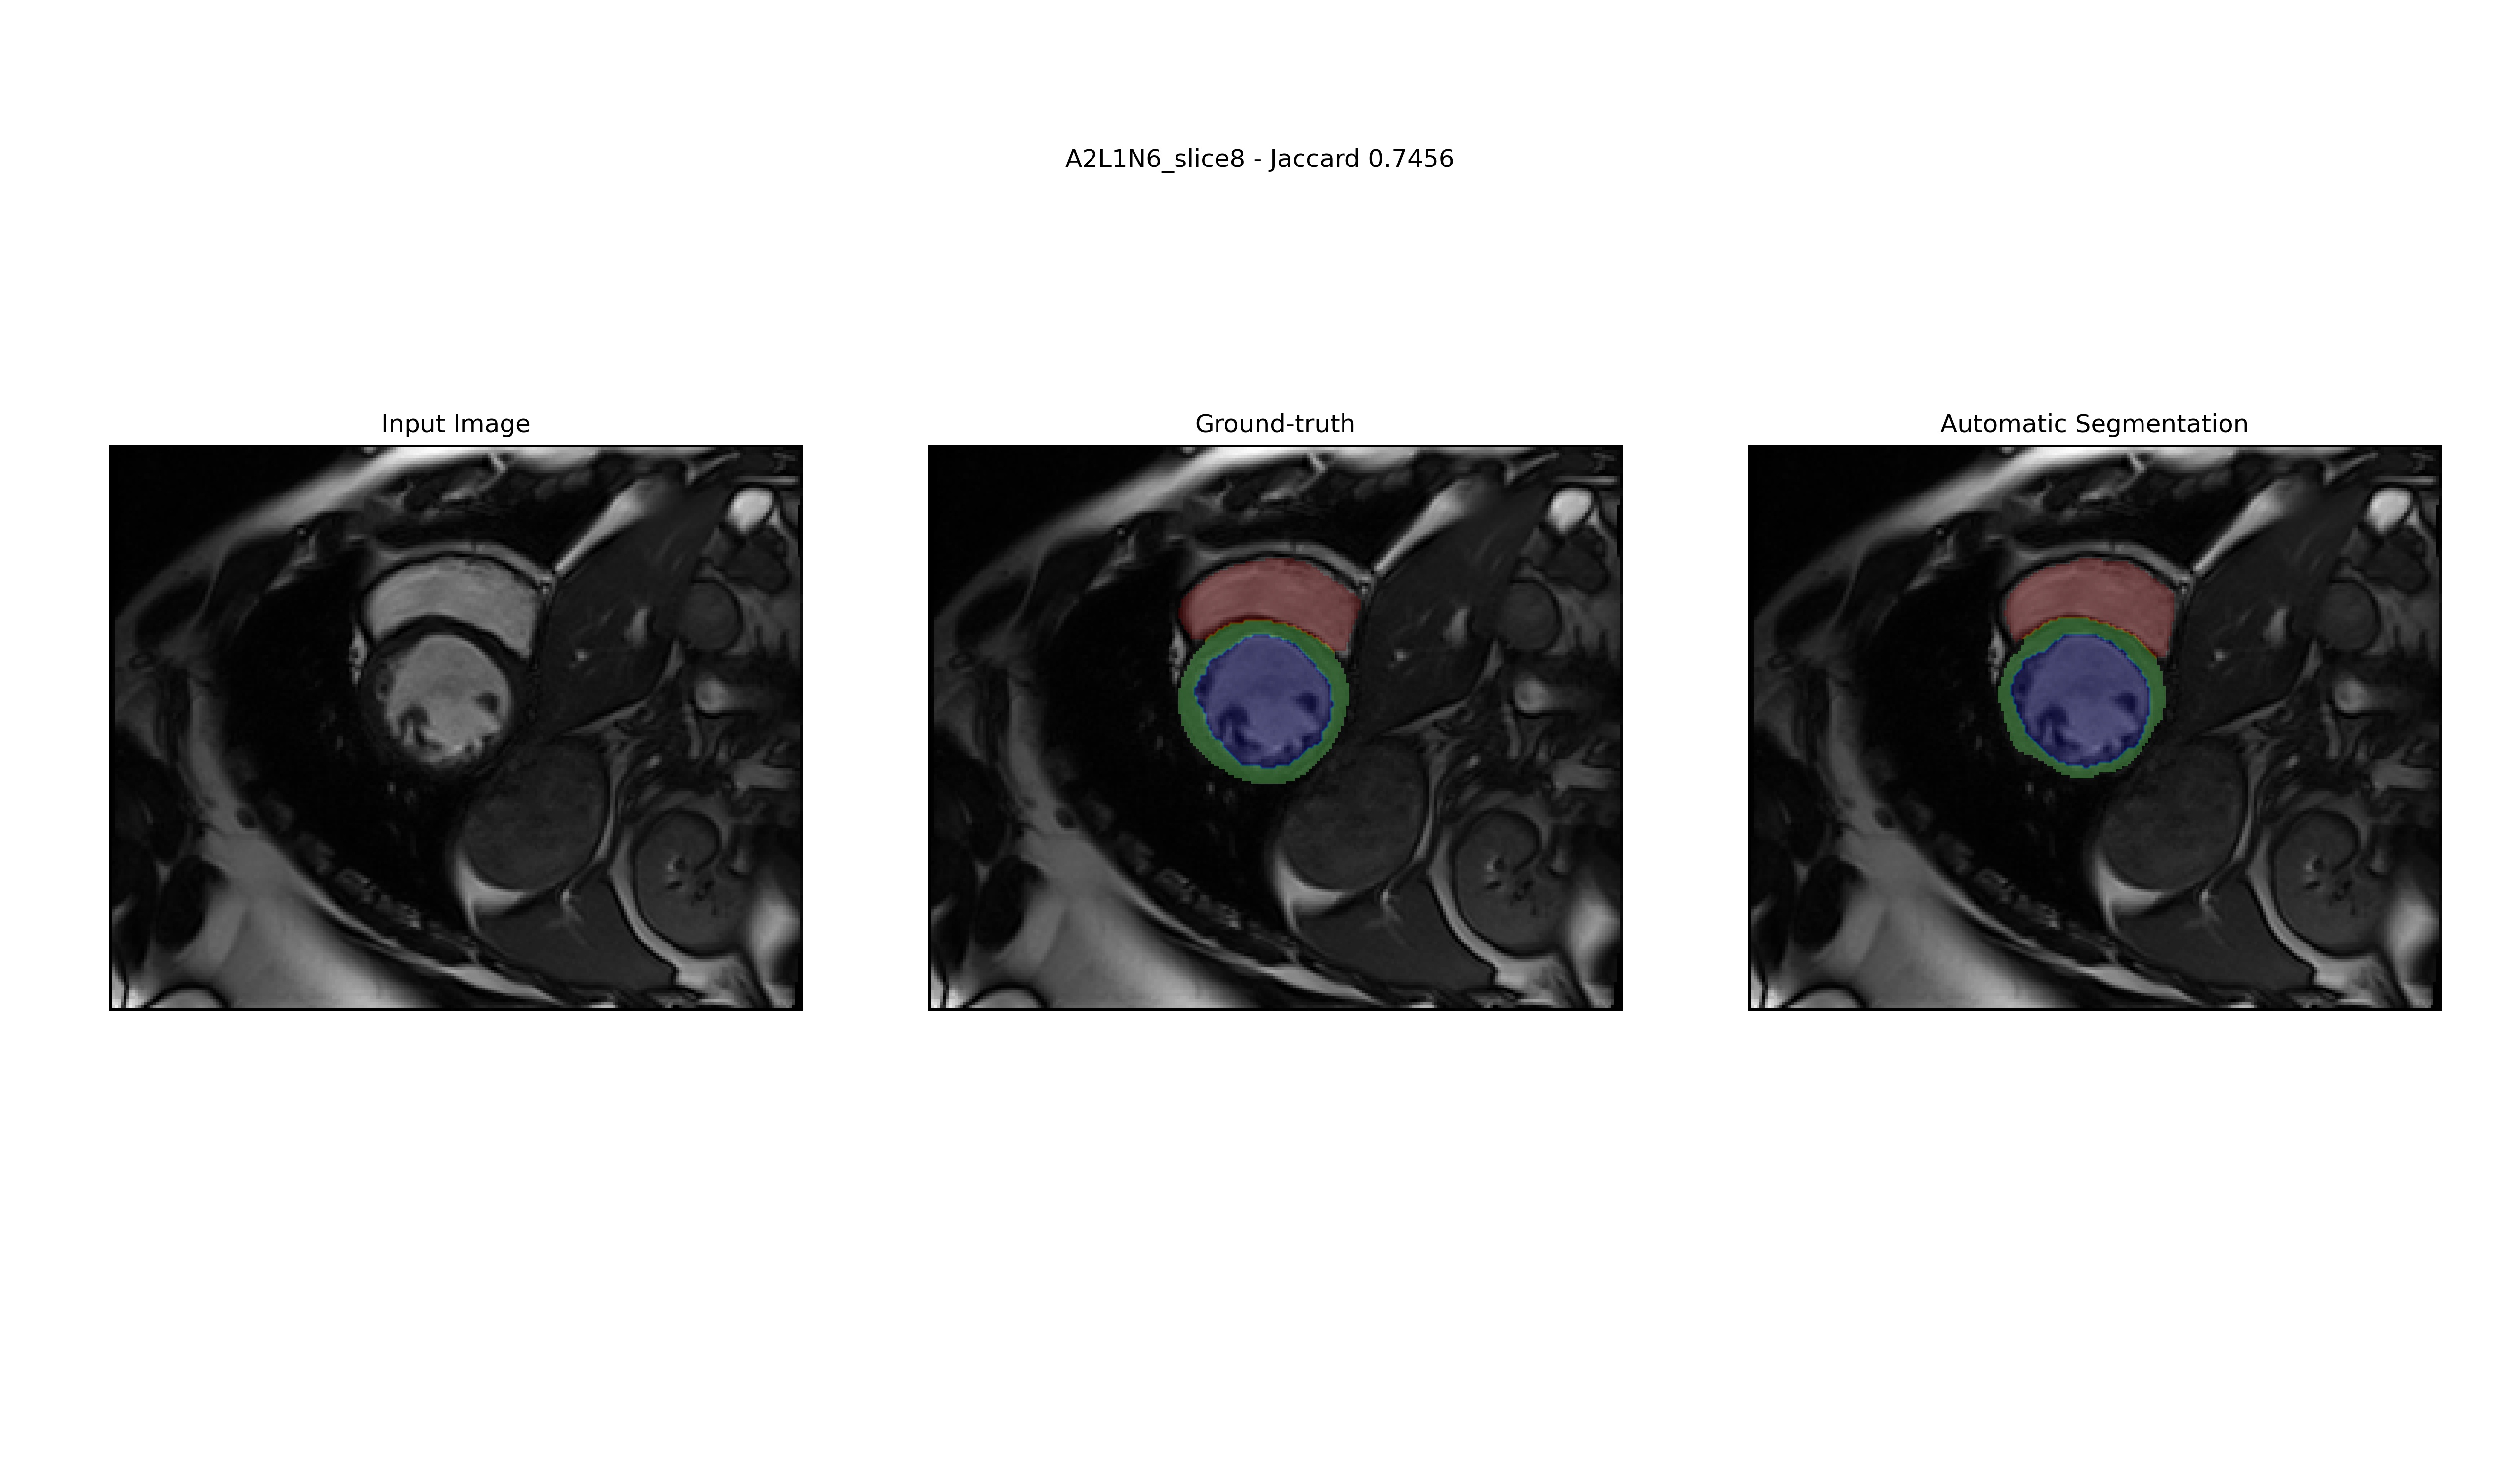 A2L1N6_slice8 - Jaccard 0.7456
Input Image
Ground-truth
Automatic Segmentation